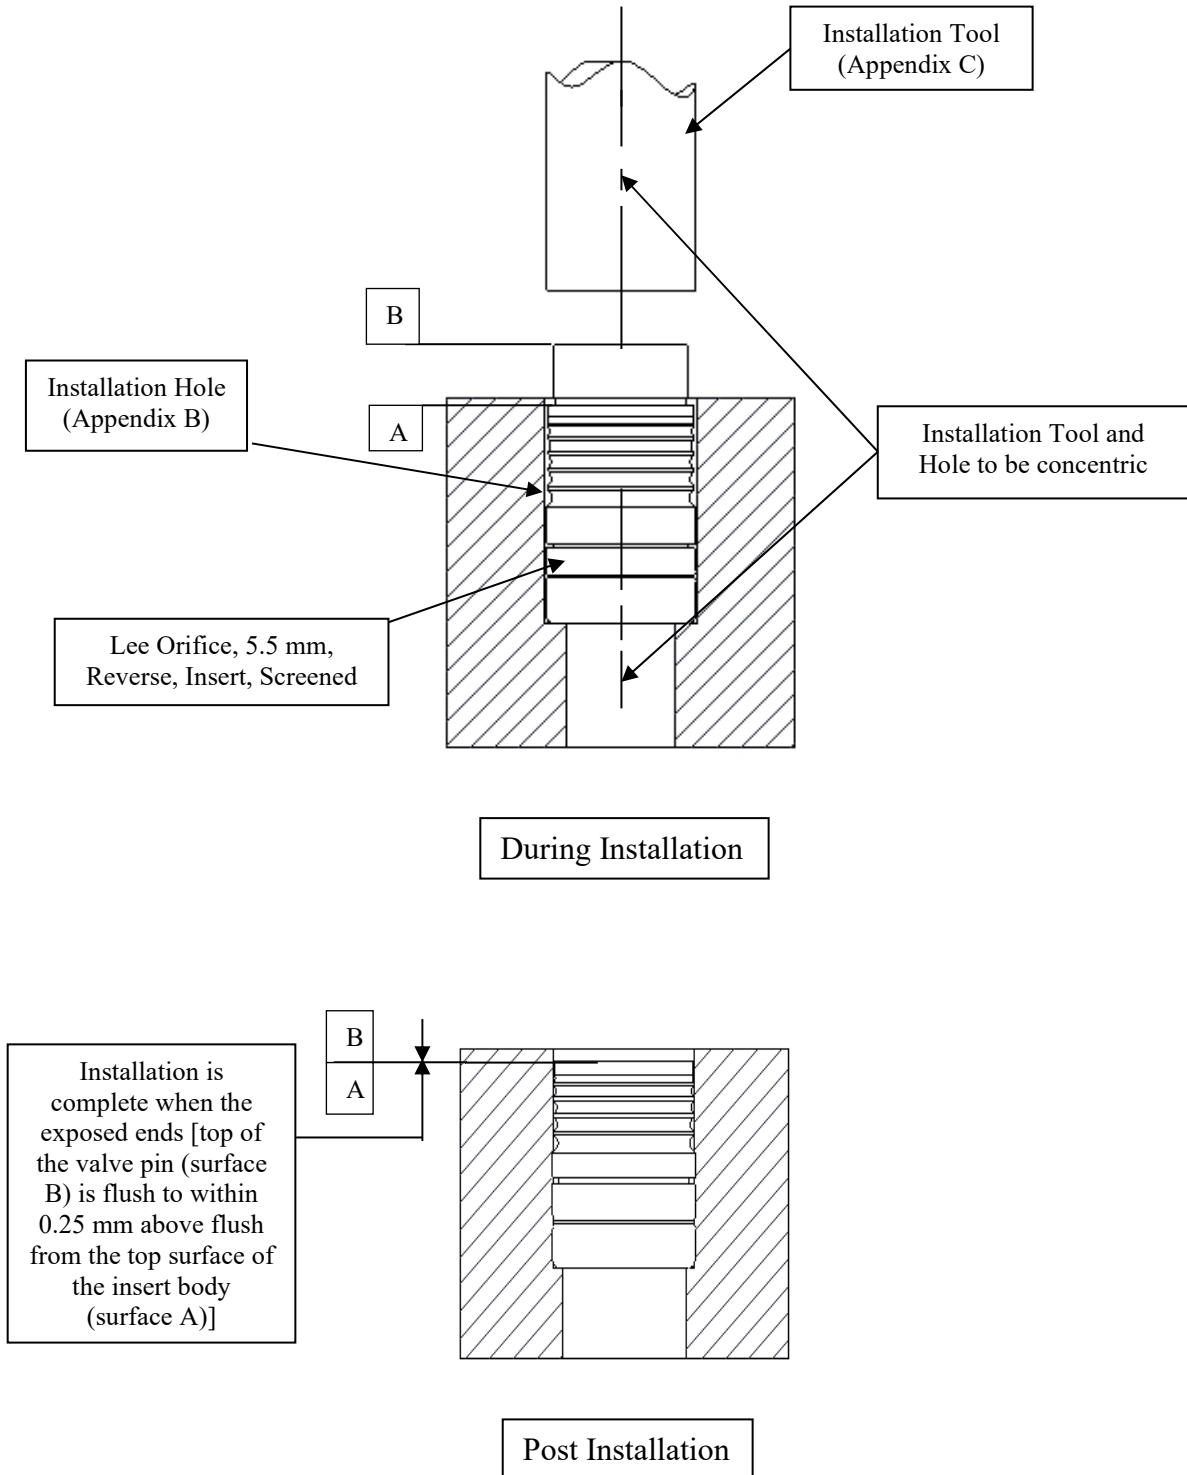 Installation Tool
(Appendix C)
B
Installation Hole
(Appendix B)
A
Installation Tool and
Hole to be concentric
Lee Orifice, 5.5 mm,
Reverse, Insert, Screened
During Installation
B
A
Installation is
complete when the
exposed ends [top of
the valve pin (surface
B) is flush to within
0.25 mm above flush
from the top surface of
the insert body
(surface A)]
Post Installation